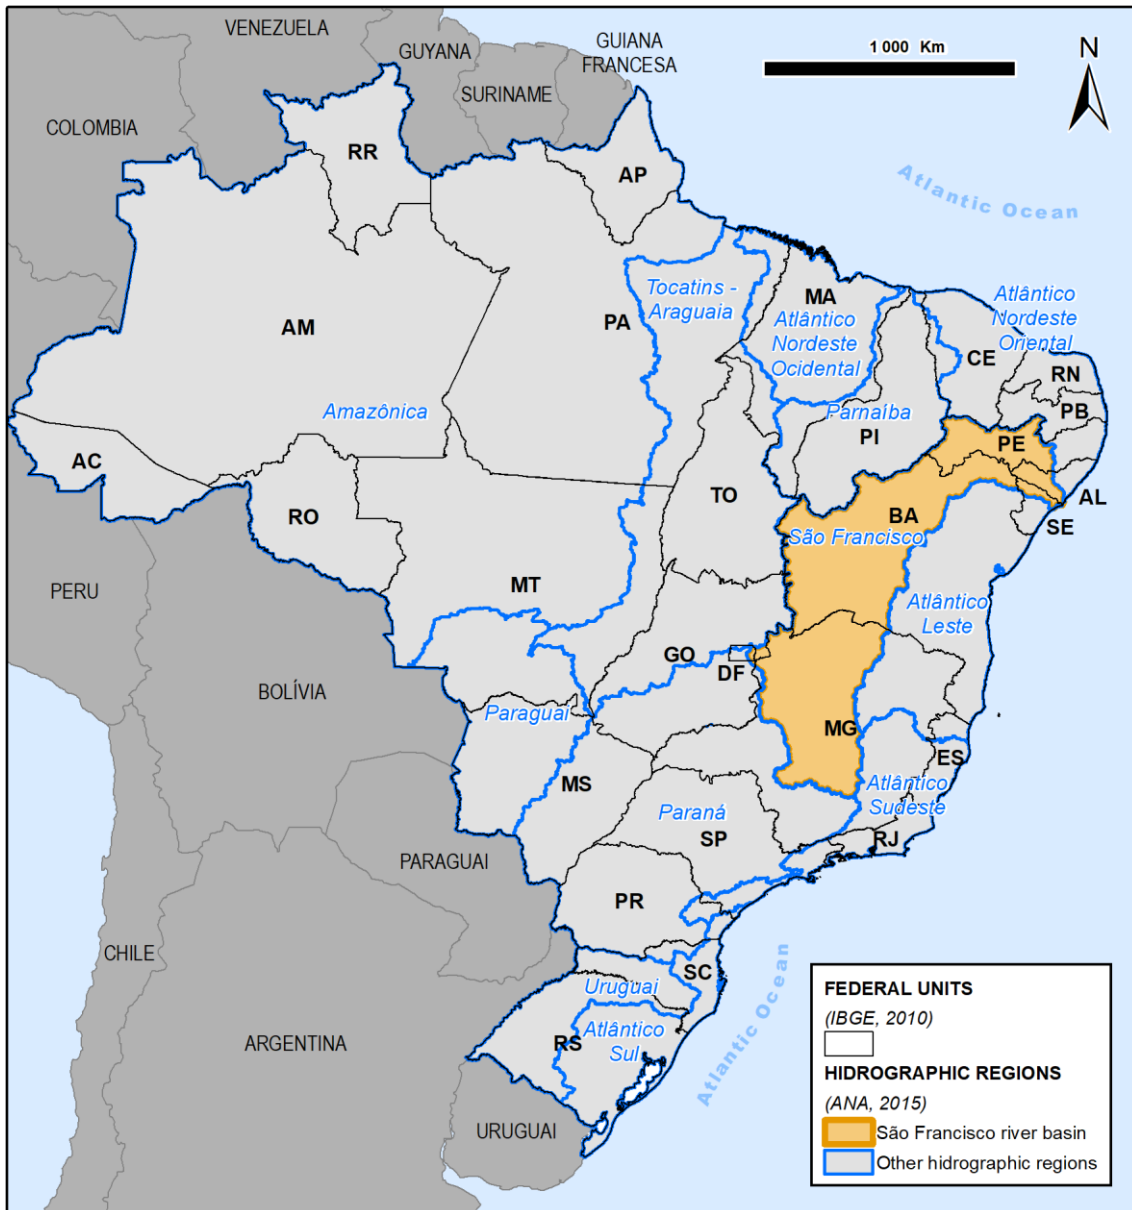 VENEZUELA
GUYANA
GUIANA
FRANCESA
SURINAME
COLOMBIA
1 000 Km
N
RR
AP
Atlantic Ocean
Tocatins -
Araguaia
MA
Atlântico
Nordeste
Ocidental
Atlântico
Nordeste
Oriental
AM
PA
CE
RN
PB
Amazônica
Parnaíba
PI
PE
AC
RO
TO
BA
AL
SE
São Francisco
PERU
MT
Atlântico
Leste
BOLÍVIA
GO
DF
Paraguai
MG
ES
MS
Atlântico
Sudeste
Paraná
SP
RJ
PARAGUAI
PR
CHILE
SC
Uruguai
Atlântico
Sul
RS
ARGENTINA
URUGUAI
Atlantic Ocean
FEDERAL UNITS
(IBGE, 2010)
HIDROGRAPHIC REGIONS
(ANA, 2015)
São Francisco river basin
Other hidrographic regions